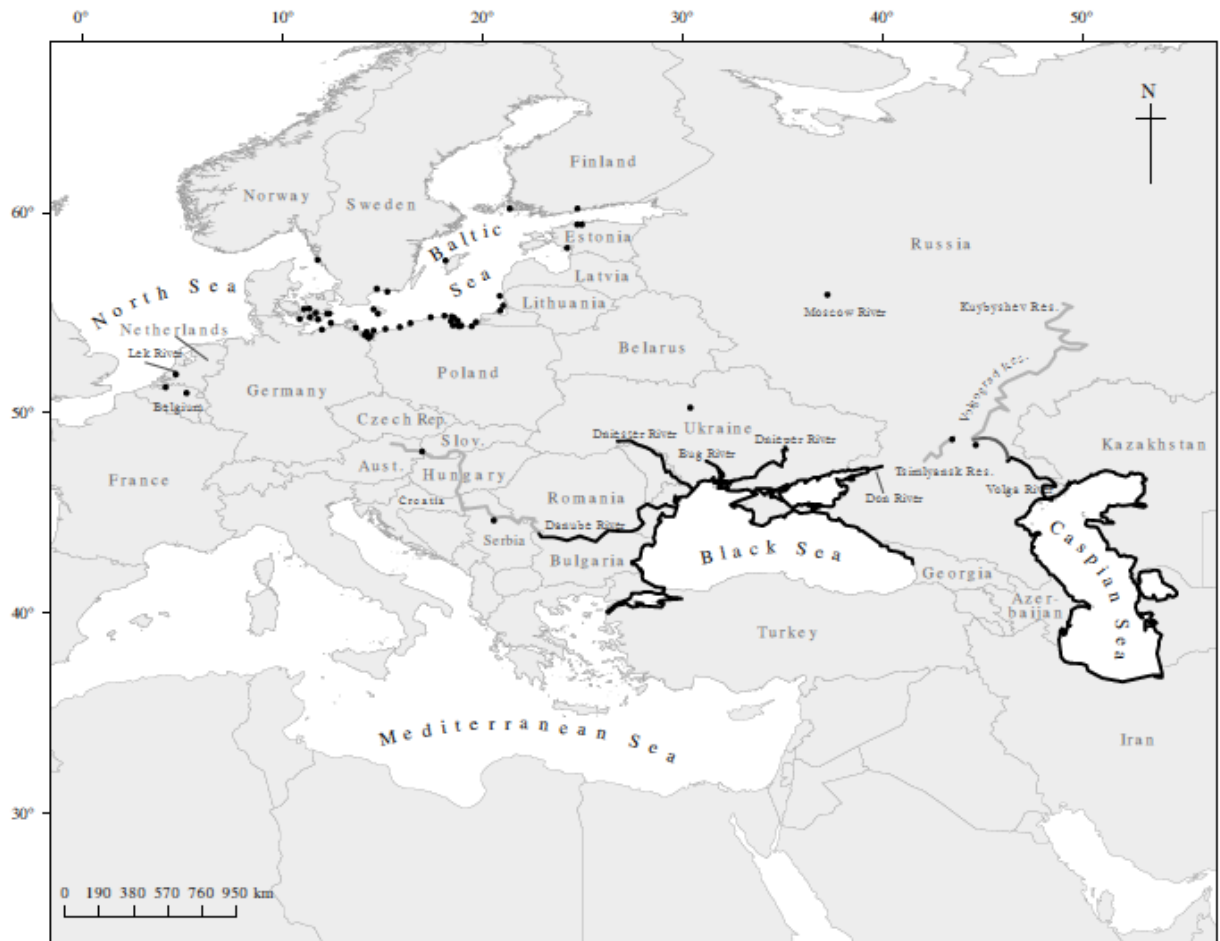 0° 10° 20° 30° 40° 50°
N
Finland
Norway
Sweden
60°
Baltic
Sea
Estonia
Russia
Latvia
North Sea
Lithuania
Kuybyshev Res.
Moscow River
Netherlands
Lek River
Belarus
Volgograd Res.
Poland
Germany
Belgium
50°
Czech Rep.
Ukraine
Dniester River
Dnieper River
Slov.
Bug River
Kazakhstan
Aust.
Hungary
Tsimlyansk Res.
France
Volga River
Croatia
Romania
Don River
Danube River
Serbia
Black Sea
Caspian Sea
Bulgaria
Georgia
Azer-
baijan
40°
Turkey
Mediterranean Sea
Iran
30°
0 190 380 570 760 950 km